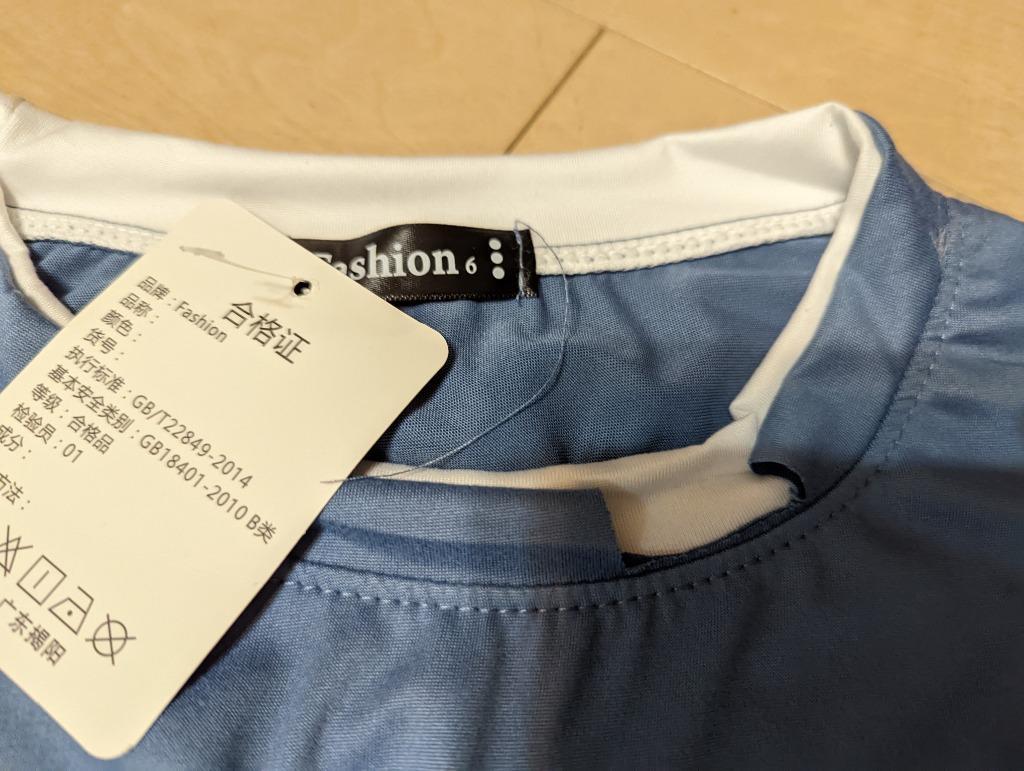 Fashion 6
合格证
品牌：Fashion
品称：
颜色：
货号：
执行标准：GB/T22849-2014
基本安全类别：GB18401-2010 B类
等级：合格品
检验员：01
成分：
方法：
广东揭阳